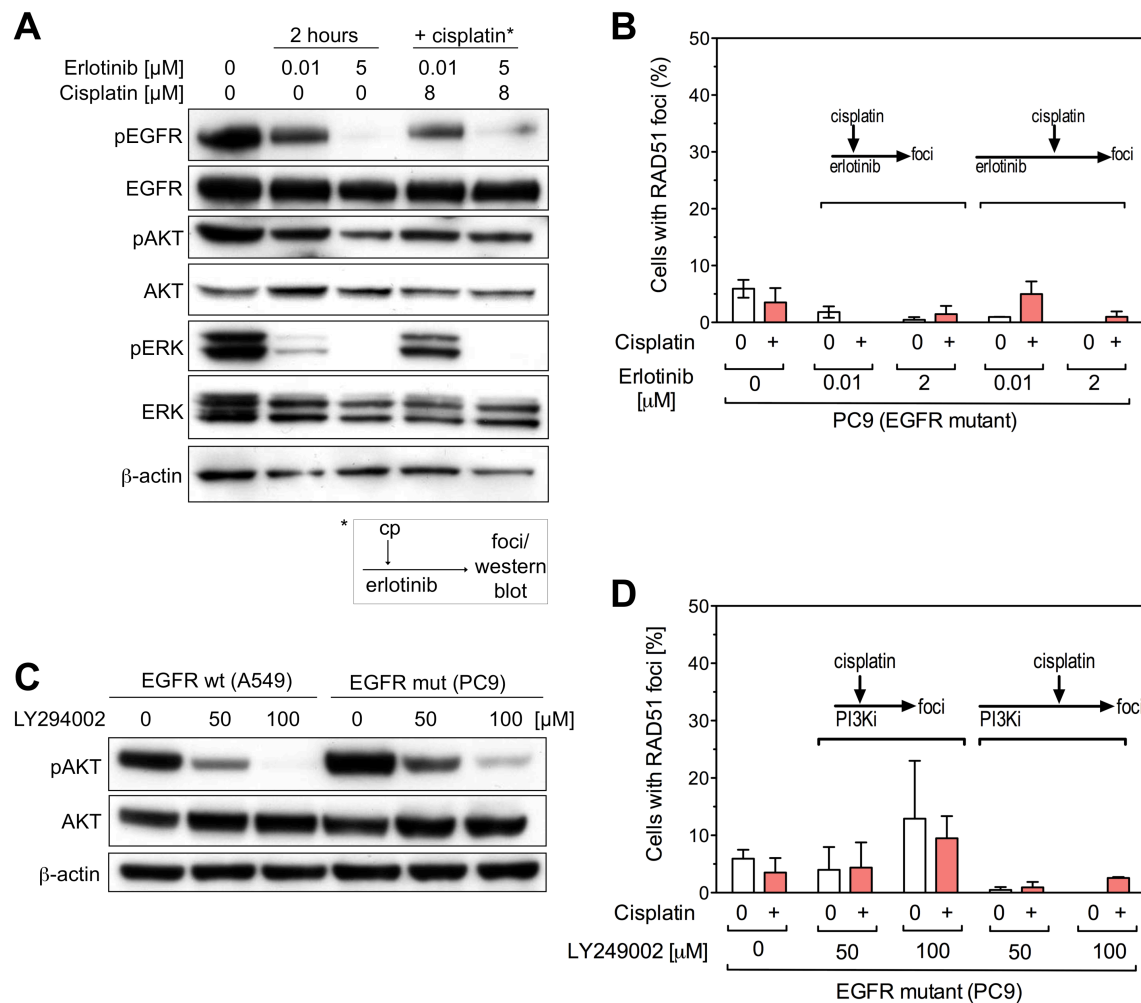 A
2 hours + cisplatin*
Erlotinib [µM] 0 0.01 5 0.01 5
Cisplatin [µM] 0 0 0 8 8
pEGFR
EGFR
pAKT
AKT
pERK
ERK
β-actin
*
cp
erlotinib
foci/
western
blot
B
Cells with RAD51 foci (%)
50
40
30
20
10
0
cisplatin
erlotinib
foci
cisplatin
erlotinib
foci
Cisplatin 0 + 0 + 0 + 0 + 0 +
Erlotinib [µM] 0 0.01 2 0.01 2
PC9 (EGFR mutant)
C
EGFR wt (A549) EGFR mut (PC9)
LY294002 0 50 100 0 50 100 [µM]
pAKT
AKT
β-actin
D
Cells with RAD51 foci [%]
50
40
30
20
10
0
cisplatin
PI3Ki
foci
cisplatin
PI3Ki
foci
Cisplatin 0 + 0 + 0 + 0 + 0 +
LY249002 [µM] 0 50 100 50 100
EGFR mutant (PC9)